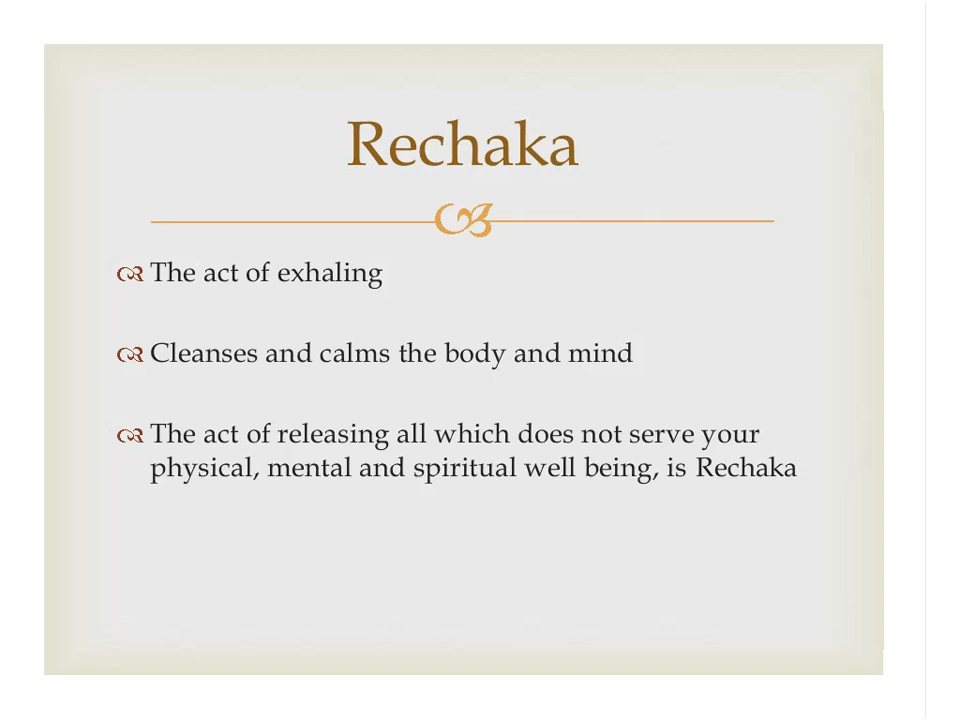 Rechaka
The act of exhaling
Cleanses and calms the body and mind
The act of releasing all which does not serve your
physical, mental and spiritual well being, is Rechaka